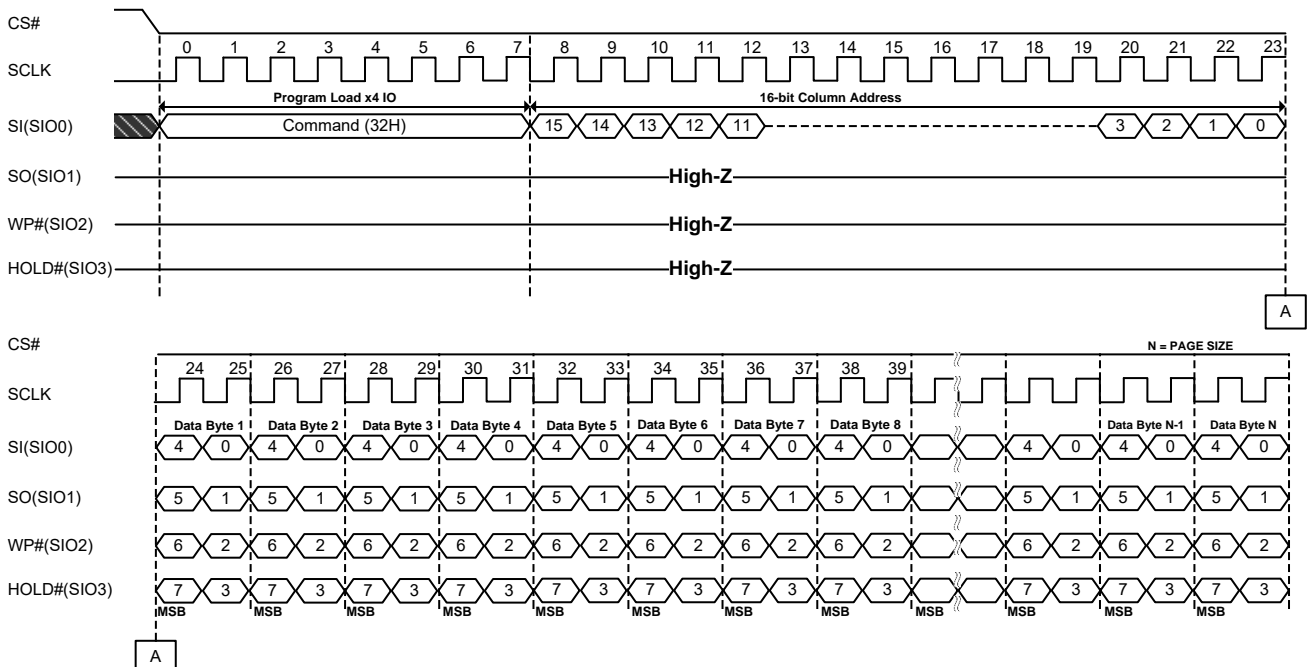 CS#
0 1 2 3 4 5 6 7 8 9 10 11 12 13 14 15 16 17 18 19 20 21 22 23
SCLK
Program Load x4 IO 16-bit Column Address
SI(SIO0) Command (32H) 15 14 13 12 11 3 2 1 0
SO(SIO1) High-Z
WP#(SIO2) High-Z
HOLD#(SIO3) High-Z
A
CS#
N = PAGE SIZE
24 25 26 27 28 29 30 31 32 33 34 35 36 37 38 39
SCLK
Data Byte 1 Data Byte 2 Data Byte 3 Data Byte 4 Data Byte 5 Data Byte 6 Data Byte 7 Data Byte 8 Data Byte N-1 Data Byte N
SI(SIO0) 4 0 4 0 4 0 4 0 4 0 4 0 4 0 4 0 4 0 4 0 4 0
SO(SIO1) 5 1 5 1 5 1 5 1 5 1 5 1 5 1 5 1 5 1 5 1 5 1
WP#(SIO2) 6 2 6 2 6 2 6 2 6 2 6 2 6 2 6 2 6 2 6 2 6 2
HOLD#(SIO3) 7 3 7 3 7 3 7 3 7 3 7 3 7 3 7 3 7 3 7 3 7 3
MSB MSB MSB MSB MSB MSB MSB MSB MSB MSB MSB MSB
A